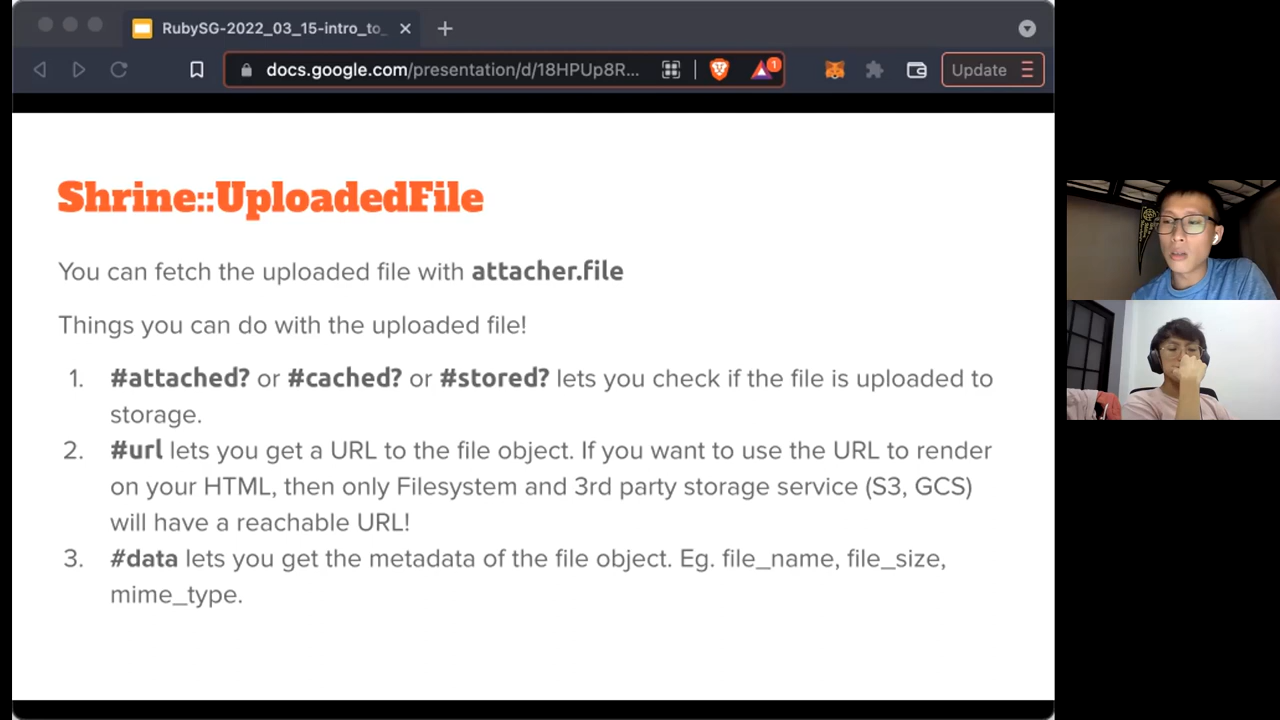 RubySG-2022_03_15-intro_to_
docs.google.com/presentation/d/18HPUp8R...
1
Update
Shrine::UploadedFile
You can fetch the uploaded file with attacher.file
Things you can do with the uploaded file!
1. #attached? or #cached? or #stored? lets you check if the file is uploaded to
storage.
2. #url lets you get a URL to the file object. If you want to use the URL to render
on your HTML, then only Filesystem and 3rd party storage service (S3, GCS)
will have a reachable URL!
3. #data lets you get the metadata of the file object. Eg. file_name, file_size,
mime_type.